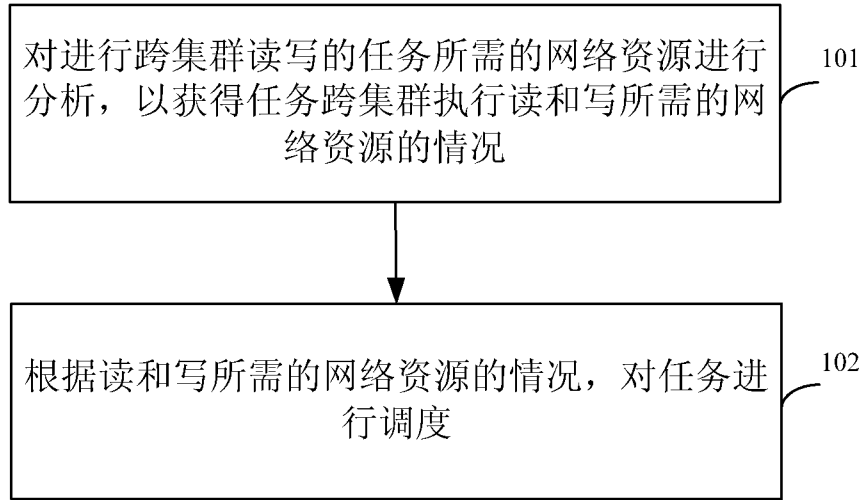 对进行跨集群读写的任务所需的网络资源进行
分析，以获得任务跨集群执行读和写所需的网
络资源的情况
101
根据读和写所需的网络资源的情况，对任务进
行调度
102